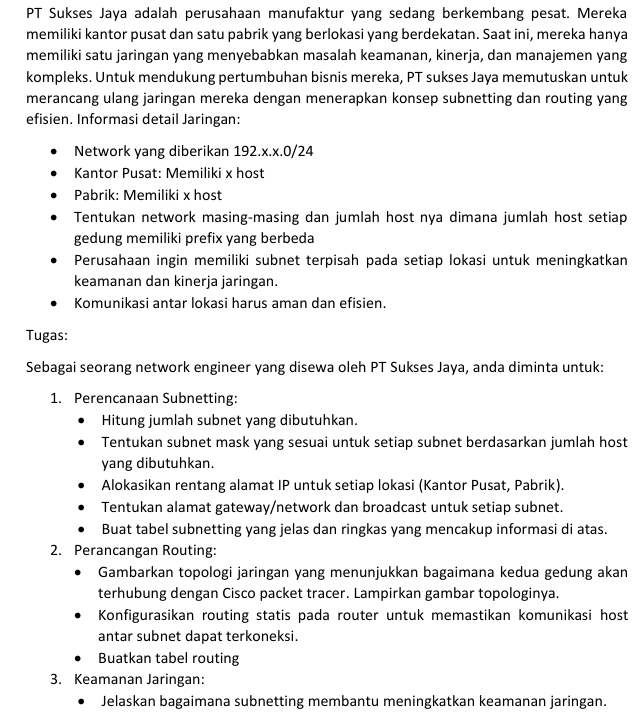 PT Sukses Jaya adalah perusahaan manufaktur yang sedang berkembang pesat. Mereka
memiliki kantor pusat dan satu pabrik yang berlokasi yang berdekatan. Saat ini, mereka hanya
memiliki satu jaringan yang menyebabkan masalah keamanan, kinerja, dan manajemen yang
kompleks. Untuk mendukung pertumbuhan bisnis mereka, PT sukses Jaya memutuskan untuk
merancang ulang jaringan mereka dengan menerapkan konsep subnetting dan routing yang
efisien. Informasi detail Jaringan:
• Network yang diberikan 192.x.x.0/24
• Kantor Pusat: Memiliki x host
• Pabrik: Memiliki x host
• Tentukan network masing-masing dan jumlah host nya dimana jumlah host setiap
gedung memiliki prefix yang berbeda
• Perusahaan ingin memiliki subnet terpisah pada setiap lokasi untuk meningkatkan
keamanan dan kinerja jaringan.
• Komunikasi antar lokasi harus aman dan efisien.
Tugas:
Sebagai seorang network engineer yang disewa oleh PT Sukses Jaya, anda diminta untuk:
1. Perencanaan Subnetting:
• Hitung jumlah subnet yang dibutuhkan.
• Tentukan subnet mask yang sesuai untuk setiap subnet berdasarkan jumlah host
yang dibutuhkan.
• Alokasikan rentang alamat IP untuk setiap lokasi (Kantor Pusat, Pabrik).
• Tentukan alamat gateway/network dan broadcast untuk setiap subnet.
• Buat tabel subnetting yang jelas dan ringkas yang mencakup informasi di atas.
2. Perancangan Routing:
• Gambarkan topologi jaringan yang menunjukkan bagaimana kedua gedung akan
terhubung dengan Cisco packet tracer. Lampirkan gambar topologinya.
• Konfigurasikan routing statis pada router untuk memastikan komunikasi host
antar subnet dapat terkoneksi.
• Buatkan tabel routing
3. Keamanan Jaringan:
• Jelaskan bagaimana subnetting membantu meningkatkan keamanan jaringan.